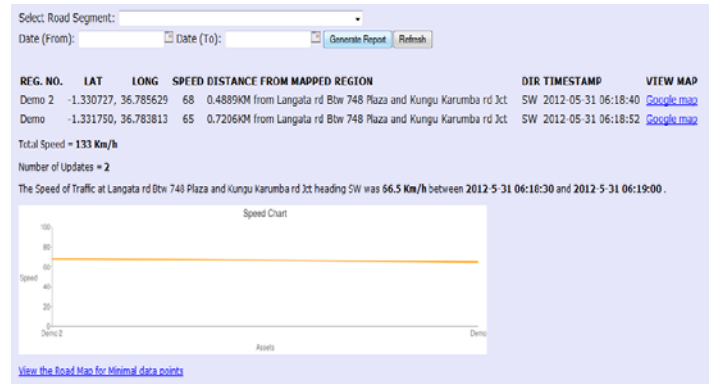 Select Road Segment:
Date (From): Date (To): Generate Report Refresh
REG. NO. LAT LONG SPEED DISTANCE FROM MAPPED REGION DIR TIMESTAMP VIEW MAP
Demo 2 -1.330727, 36.785629 68 0.4889KM from Langata rd Btw 748 Plaza and Kungu Karumba rd Jct SW 2012-05-31 06:18:40 Google map
Demo -1.331750, 36.783813 65 0.7206KM from Langata rd Btw 748 Plaza and Kungu Karumba rd Jct SW 2012-05-31 06:18:52 Google map
Total Speed = 133 Km/h
Number of Updates = 2
The Speed of Traffic at Langata rd Btw 748 Plaza and Kungu Karumba rd Jct heading SW was 66.5 Km/h between 2012-5-31 06:18:30 and 2012-5-31 06:19:00 .
Speed Chart
100
80
60
Speed
40
20
0
Demo 2 Demo
Assets
View the Road Map for Minimal data points